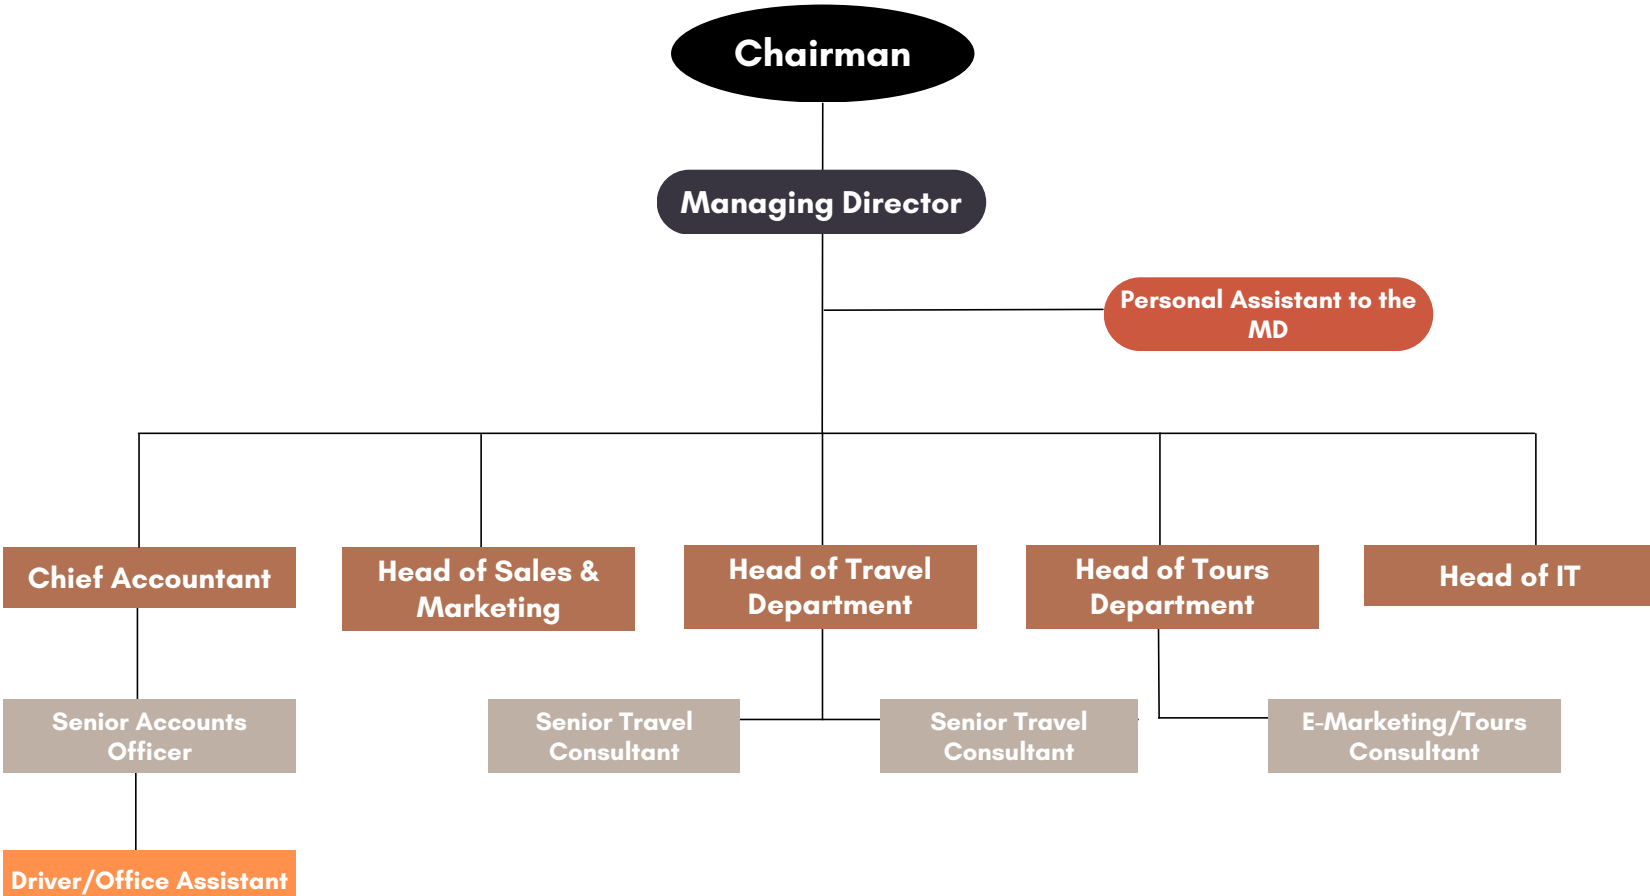 Chairman
Managing Director
Personal Assistant to the
MD
Chief Accountant
Head of Sales &
Marketing
Head of Travel
Department
Head of Tours
Department
Head of IT
Senior Accounts
Officer
Senior Travel
Consultant
Senior Travel
Consultant
E-Marketing/Tours
Consultant
Driver/Office Assistant